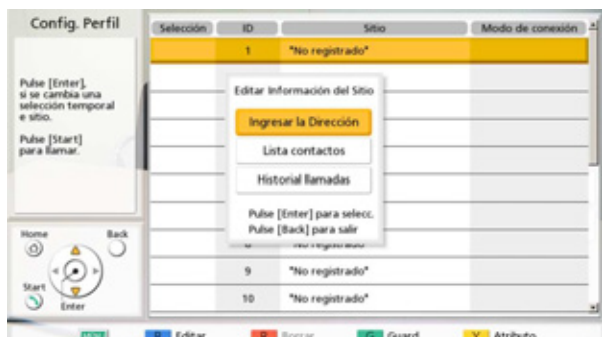 Config. Perfil
Selección ID Sitio Modo de conexión
1 "No registrado"
Pulse [Enter],
si se cambia una
selección temporal
e sitio.
Pulse [Start]
para llamar.
Editar Información del Sitio
Ingresar la Dirección
Lista contactos
Historial llamadas
Pulse [Enter] para selecc.
Pulse [Back] para salir
Home Back
Start
Enter
"No registrado"
9 "No registrado"
10 "No registrado"
B Editar R Borrar G Guard. Y Atributo